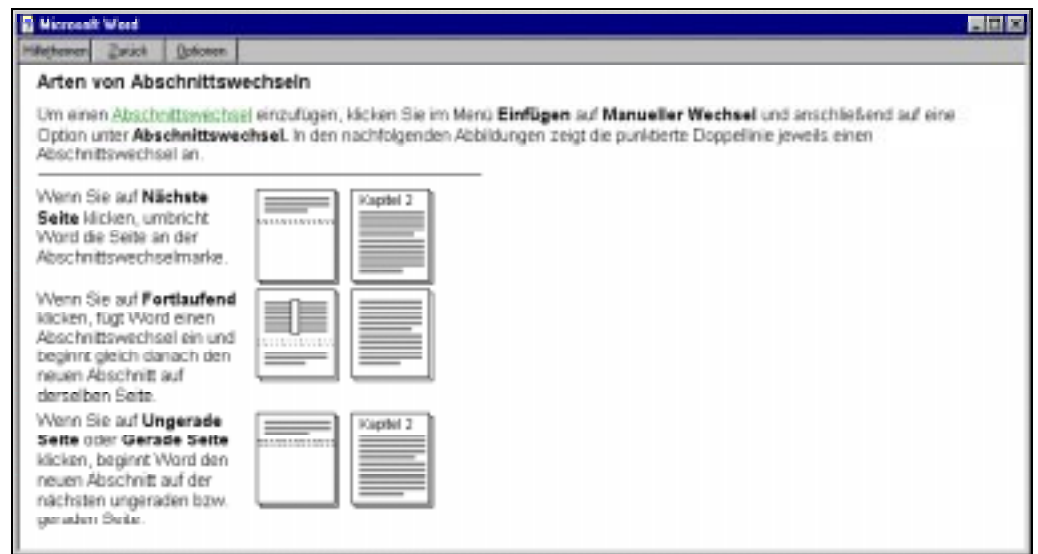 Microsoft Word
Hilfethemen Zurück Optionen
Arten von Abschnittswechseln
Um einen Abschnittswechsel einzufügen, klicken Sie im Menü Einfügen auf Manueller Wechsel und anschließend auf eine
Option unter Abschnittswechsel. In den nachfolgenden Abbildungen zeigt die punktierte Doppellinie jeweils einen
Abschnittswechsel an.
Wenn Sie auf Nächste
Seite klicken, umbricht
Word die Seite an der
Abschnittswechselmarke.
Kapitel 2
Wenn Sie auf Fortlaufend
klicken, fügt Word einen
Abschnittswechsel ein und
beginnt gleich danach den
neuen Abschnitt auf
derselben Seite.
Wenn Sie auf Ungerade
Seite oder Gerade Seite
klicken, beginnt Word den
neuen Abschnitt auf der
nächsten ungeraden bzw.
geraden Seite.
Kapitel 2